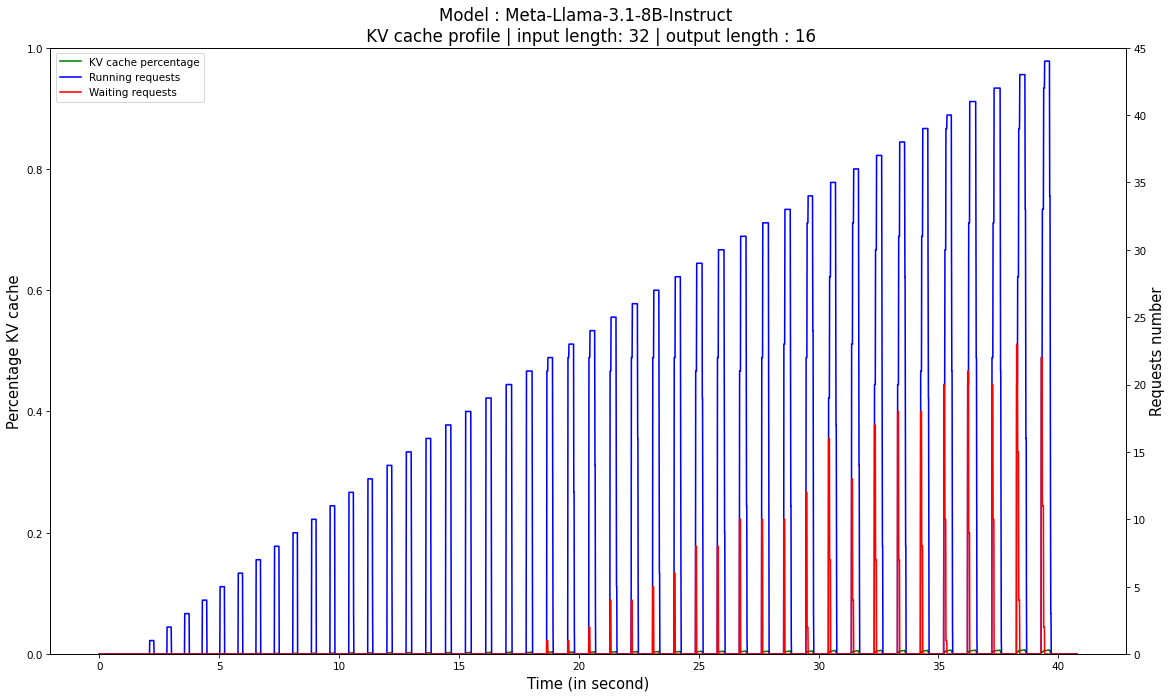 Model : Meta-Llama-3.1-8B-Instruct
KV cache profile | input length: 32 | output length : 16
KV cache percentage
Running requests
Waiting requests
1.0
0.8
0.6
0.4
0.2
0.0
Percentage KV cache
45
40
35
30
25
20
15
10
5
0
Requests number
0 5 10 15 20 25 30 35 40
Time (in second)